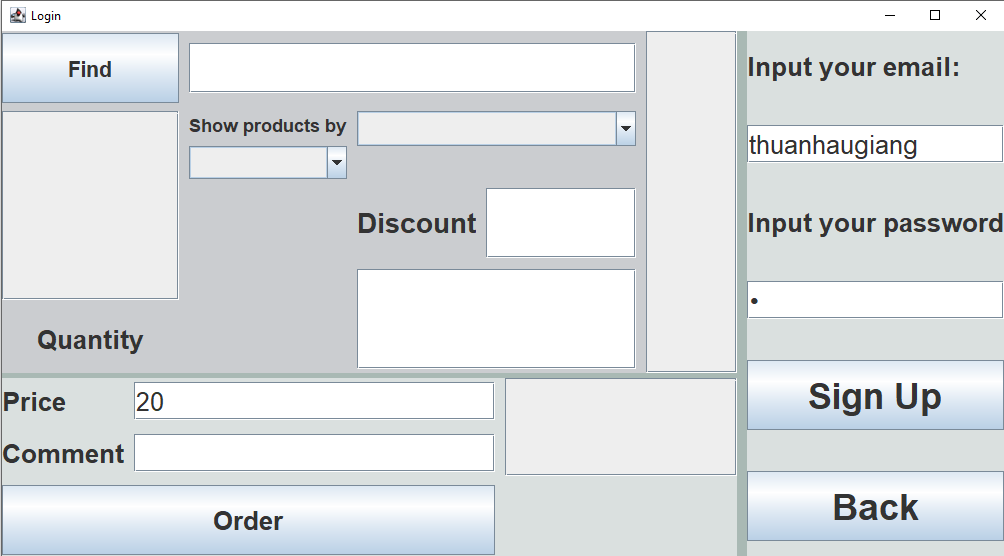 Login
Find
Show products by
Discount
Quantity
Price
20
Comment
Order
Input your email:
thuanhaugiang
Input your password
•
Sign Up
Back